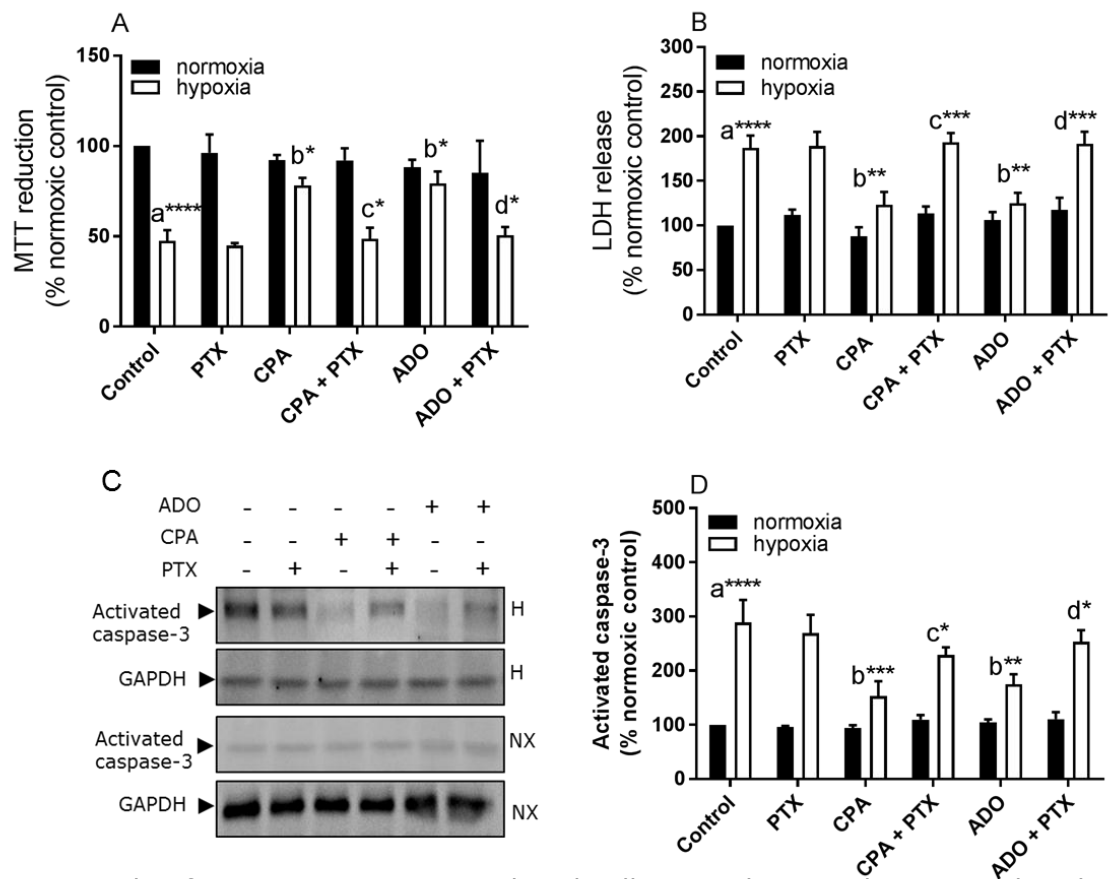 A
MTT reduction
(% normoxic control)
150
100
50
0
normoxia
hypoxia
a****
b*
c*
b*
d*
Control
PTX
CPA
CPA + PTX
ADO
ADO + PTX
B
LDH release
(% normoxic control)
300
250
200
150
100
50
0
normoxia
hypoxia
a****
b**
c***
b**
d***
Control
PTX
CPA
CPA + PTX
ADO
ADO + PTX
C
ADO - - - - + +
CPA - - + + - -
PTX - + - + - +
Activated
caspase-3
H
GAPDH
H
Activated
caspase-3
NX
GAPDH
NX
D
Activated caspase-3
(% normoxic control)
500
400
300
200
100
0
normoxia
hypoxia
a****
b***
c*
b**
d*
Control
PTX
CPA
CPA + PTX
ADO
ADO + PTX